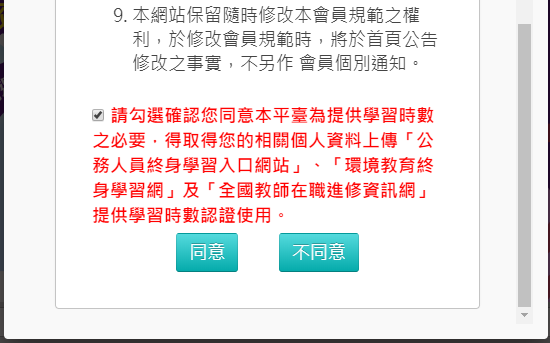 9. 本網站保留隨時修改本會員規範之權
利，於修改會員規範時，將於首頁公告
修改之事實，不另作 會員個別通知。
請勾選確認您同意本平臺為提供學習時數
之必要，得取得您的相關個人資料上傳「公
務人員終身學習入口網站」、「環境教育終
身學習網」及「全國教師在職進修資訊網」
提供學習時數認證使用。
同意 不同意